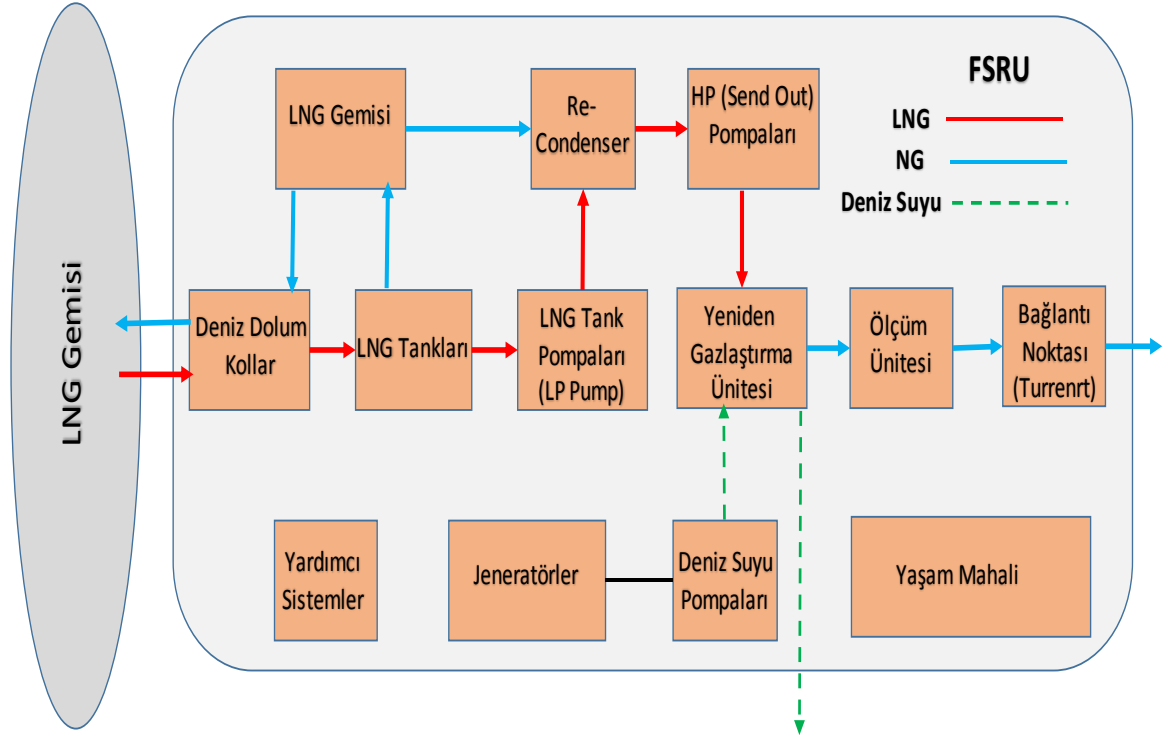 FSRU
LNG
NG
Deniz Suyu
LNG Gemisi
LNG Gemisi
Re-
Condenser
HP (Send Out)
Pompaları
Deniz Dolum
Kollar
LNG Tankları
LNG Tank
Pompaları
(LP Pump)
Yeniden
Gazlaştırma
Ünitesi
Ölçüm
Ünitesi
Bağlantı
Noktası
(Turrenrt)
Yardımcı
Sistemler
Jeneratörler
Deniz Suyu
Pompaları
Yaşam Mahali